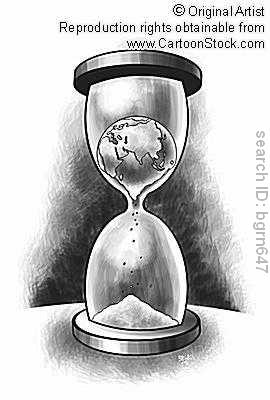 © Original Artist
Reproduction rights obtainable from
www.CartoonStock.com
search ID: bgrn647